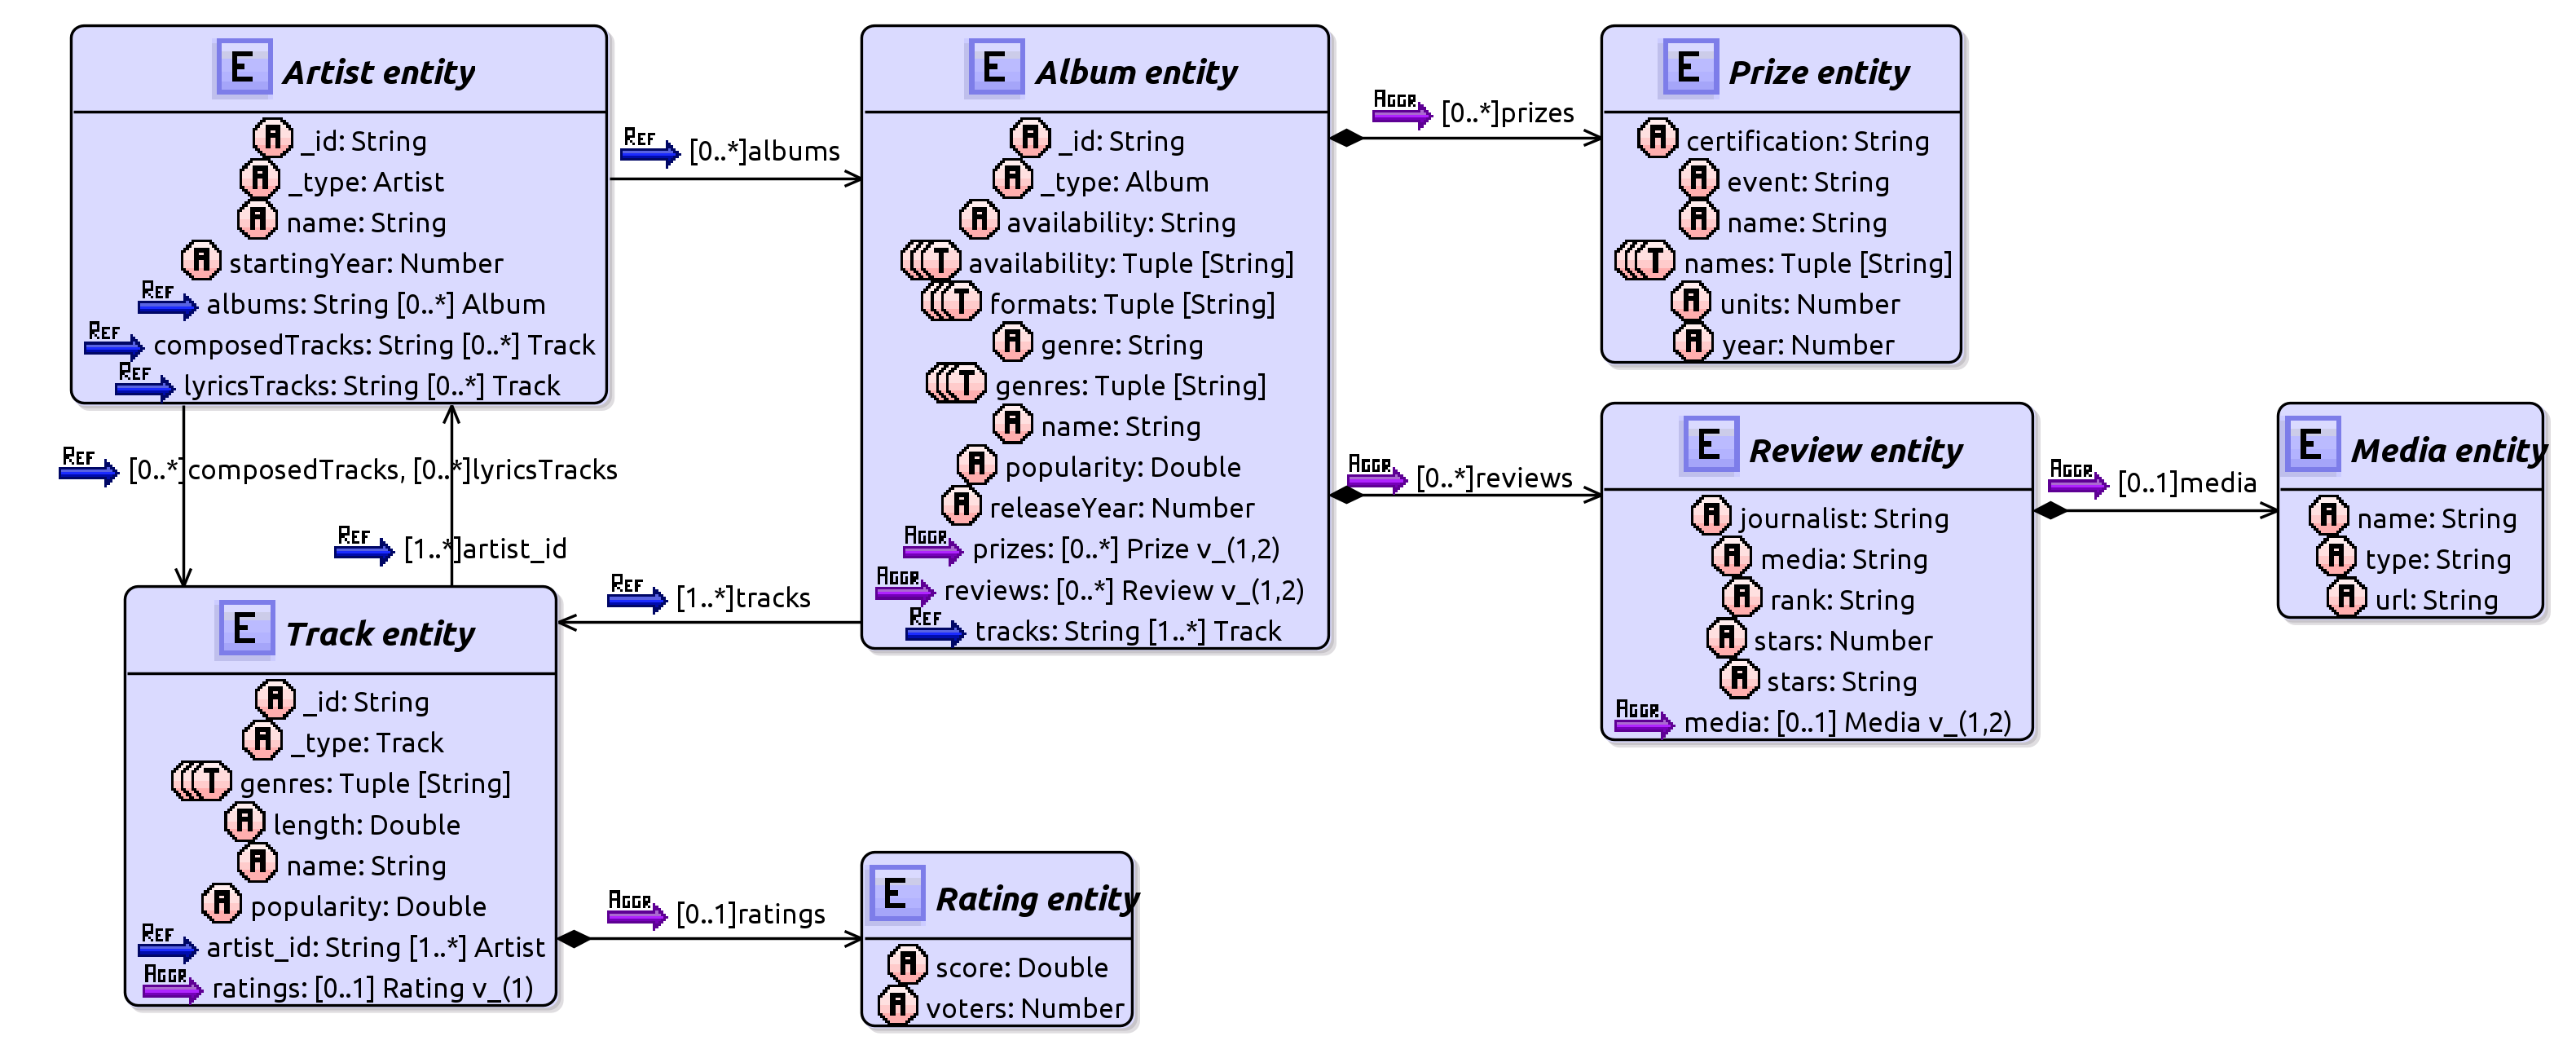 E Artist entity
A _id: String
A _type: Artist
A name: String
A startingYear: Number
REF albums: String [0..*] Album
REF composedTracks: String [0..*] Track
REF lyricsTracks: String [0..*] Track
REF [0..*]albums
E Album entity
A _id: String
A _type: Album
A availability: String
T availability: Tuple [String]
T formats: Tuple [String]
A genre: String
T genres: Tuple [String]
A name: String
A popularity: Double
A releaseYear: Number
AGGR prizes: [0..*] Prize v_(1,2)
AGGR reviews: [0..*] Review v_(1,2)
REF tracks: String [1..*] Track
AGGR [0..*]prizes
E Prize entity
A certification: String
A event: String
A name: String
T names: Tuple [String]
A units: Number
A year: Number
AGGR [0..*]reviews
E Review entity
A journalist: String
A media: String
A rank: String
A stars: Number
A stars: String
AGGR media: [0..1] Media v_(1,2)
AGGR [0..1]media
E Media entity
A name: String
A type: String
A url: String
REF [0..*]composedTracks, [0..*]lyricsTracks
REF [1..*]artist_id
REF [1..*]tracks
E Track entity
A _id: String
A _type: Track
T genres: Tuple [String]
A length: Double
A name: String
A popularity: Double
REF artist_id: String [1..*] Artist
AGGR ratings: [0..1] Rating v_(1)
AGGR [0..1]ratings
E Rating entity
A score: Double
A voters: Number